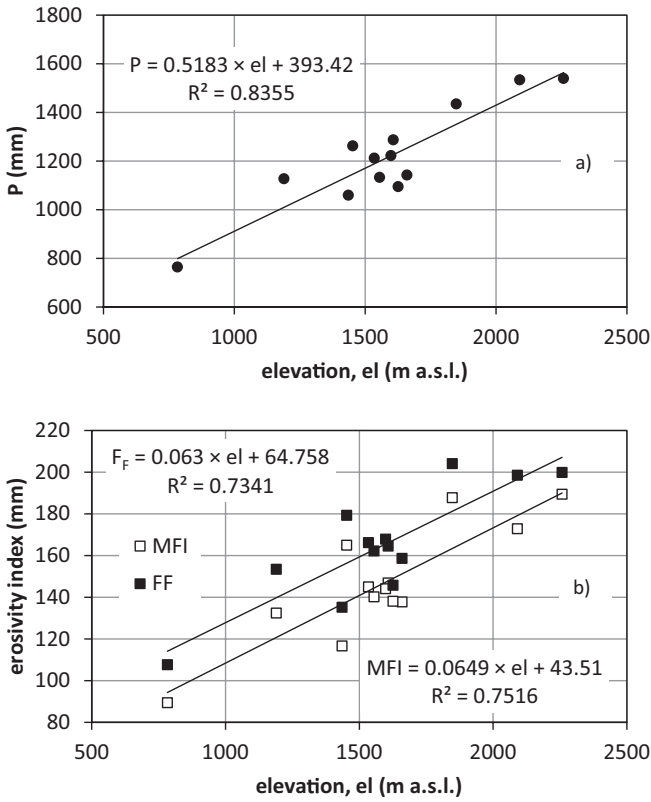 1800
1600
1400
1200
1000
800
600
P (mm)
P = 0.5183 × el + 393.42
R² = 0.8355
a)
500 1000 1500 2000 2500
elevation, el (m a.s.l.)
220
200
180
160
140
120
100
80
erosivity index (mm)
F_F = 0.063 × el + 64.758
R² = 0.7341
MFI
FF
b)
MFI = 0.0649 × el + 43.51
R² = 0.7516
500 1000 1500 2000 2500
elevation, el (m a.s.l.)